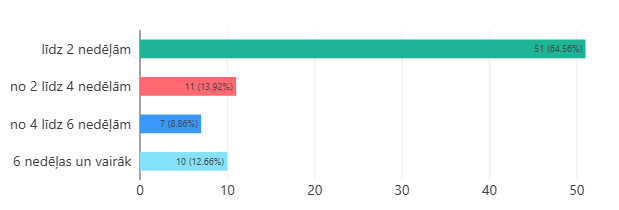 līdz 2 nedēļām
51 (64.56%)
no 2 līdz 4 nedēlām
11 (13.92%)
no 4 līdz 6 nedēļām
7 (8.86%)
6 nedēļas un vairāk
10 (12.66%)
0 10 20 30 40 50